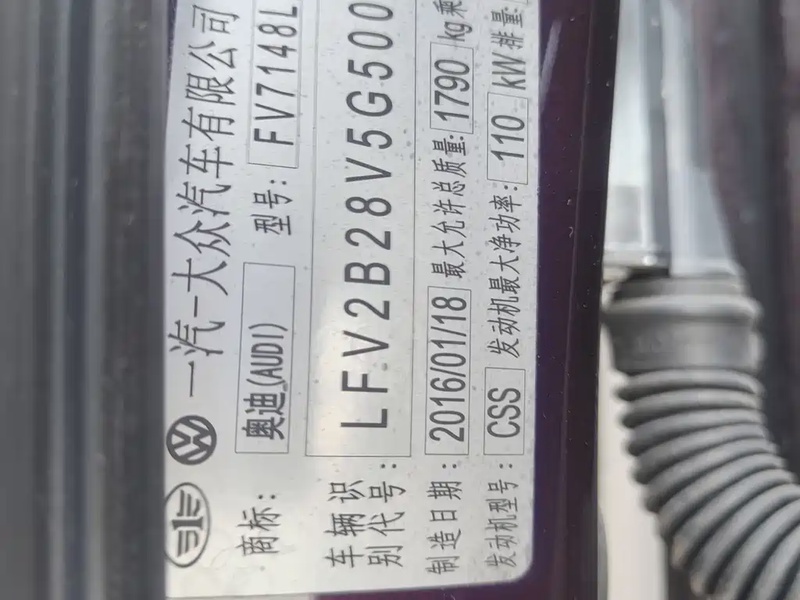 一汽-大众汽车有限公司
商标: 奥迪(AUDI) 型号: FV7148L
车辆识别代号: LFV2B28V5G500
制造日期: 2016/01/18 最大允许总质量: 1790 kg 乘
发动机型号: CSS 发动机最大净功率: 110 kW 排量: